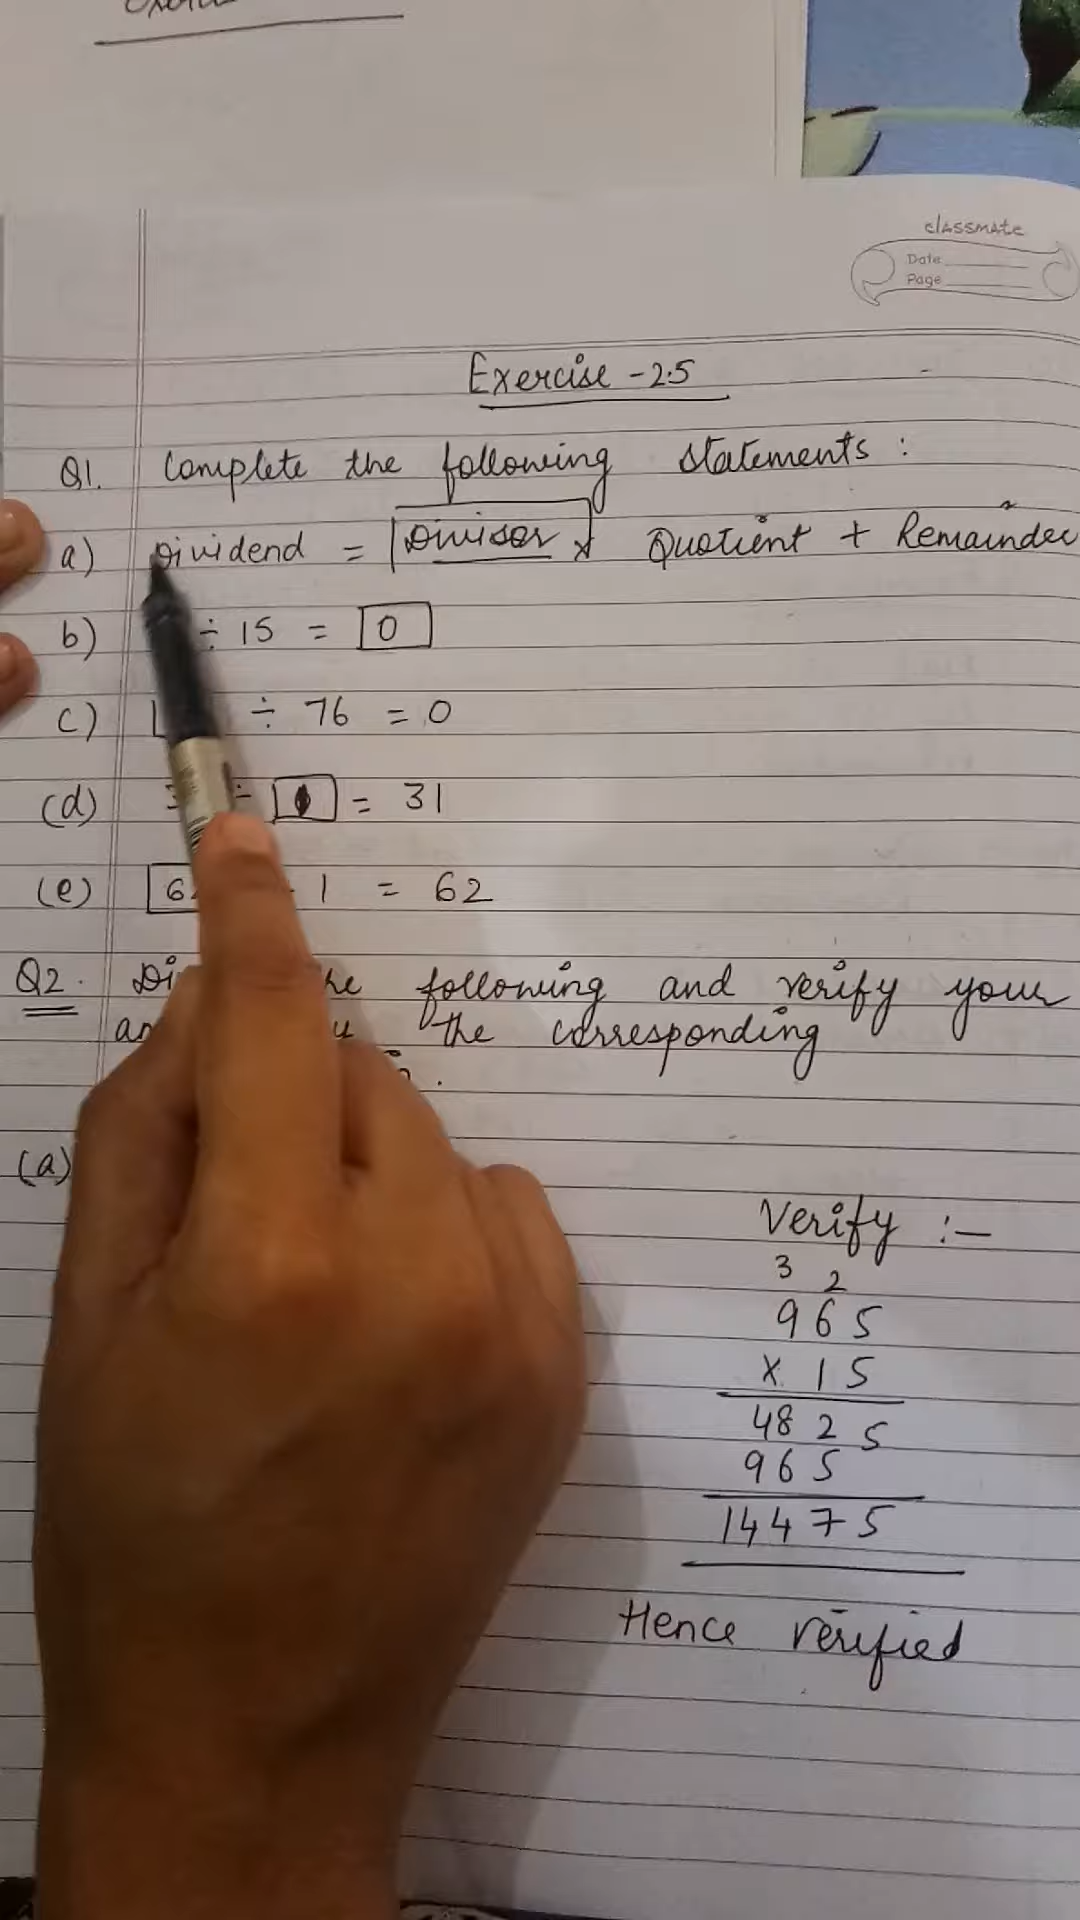 classmate
Date
Page
Exercise - 2.5
Q1. Complete the following statements :
a) Dividend = Divisor x Quotient + Remainder
b) ÷ 15 = 0
c) ÷ 76 = 0
(d) ÷ = 31
(e) 1 = 62
Q2. following and verify your
the corresponding
(a)
Verify :-
3 2
965
x 15
4825
965
14475
Hence verified